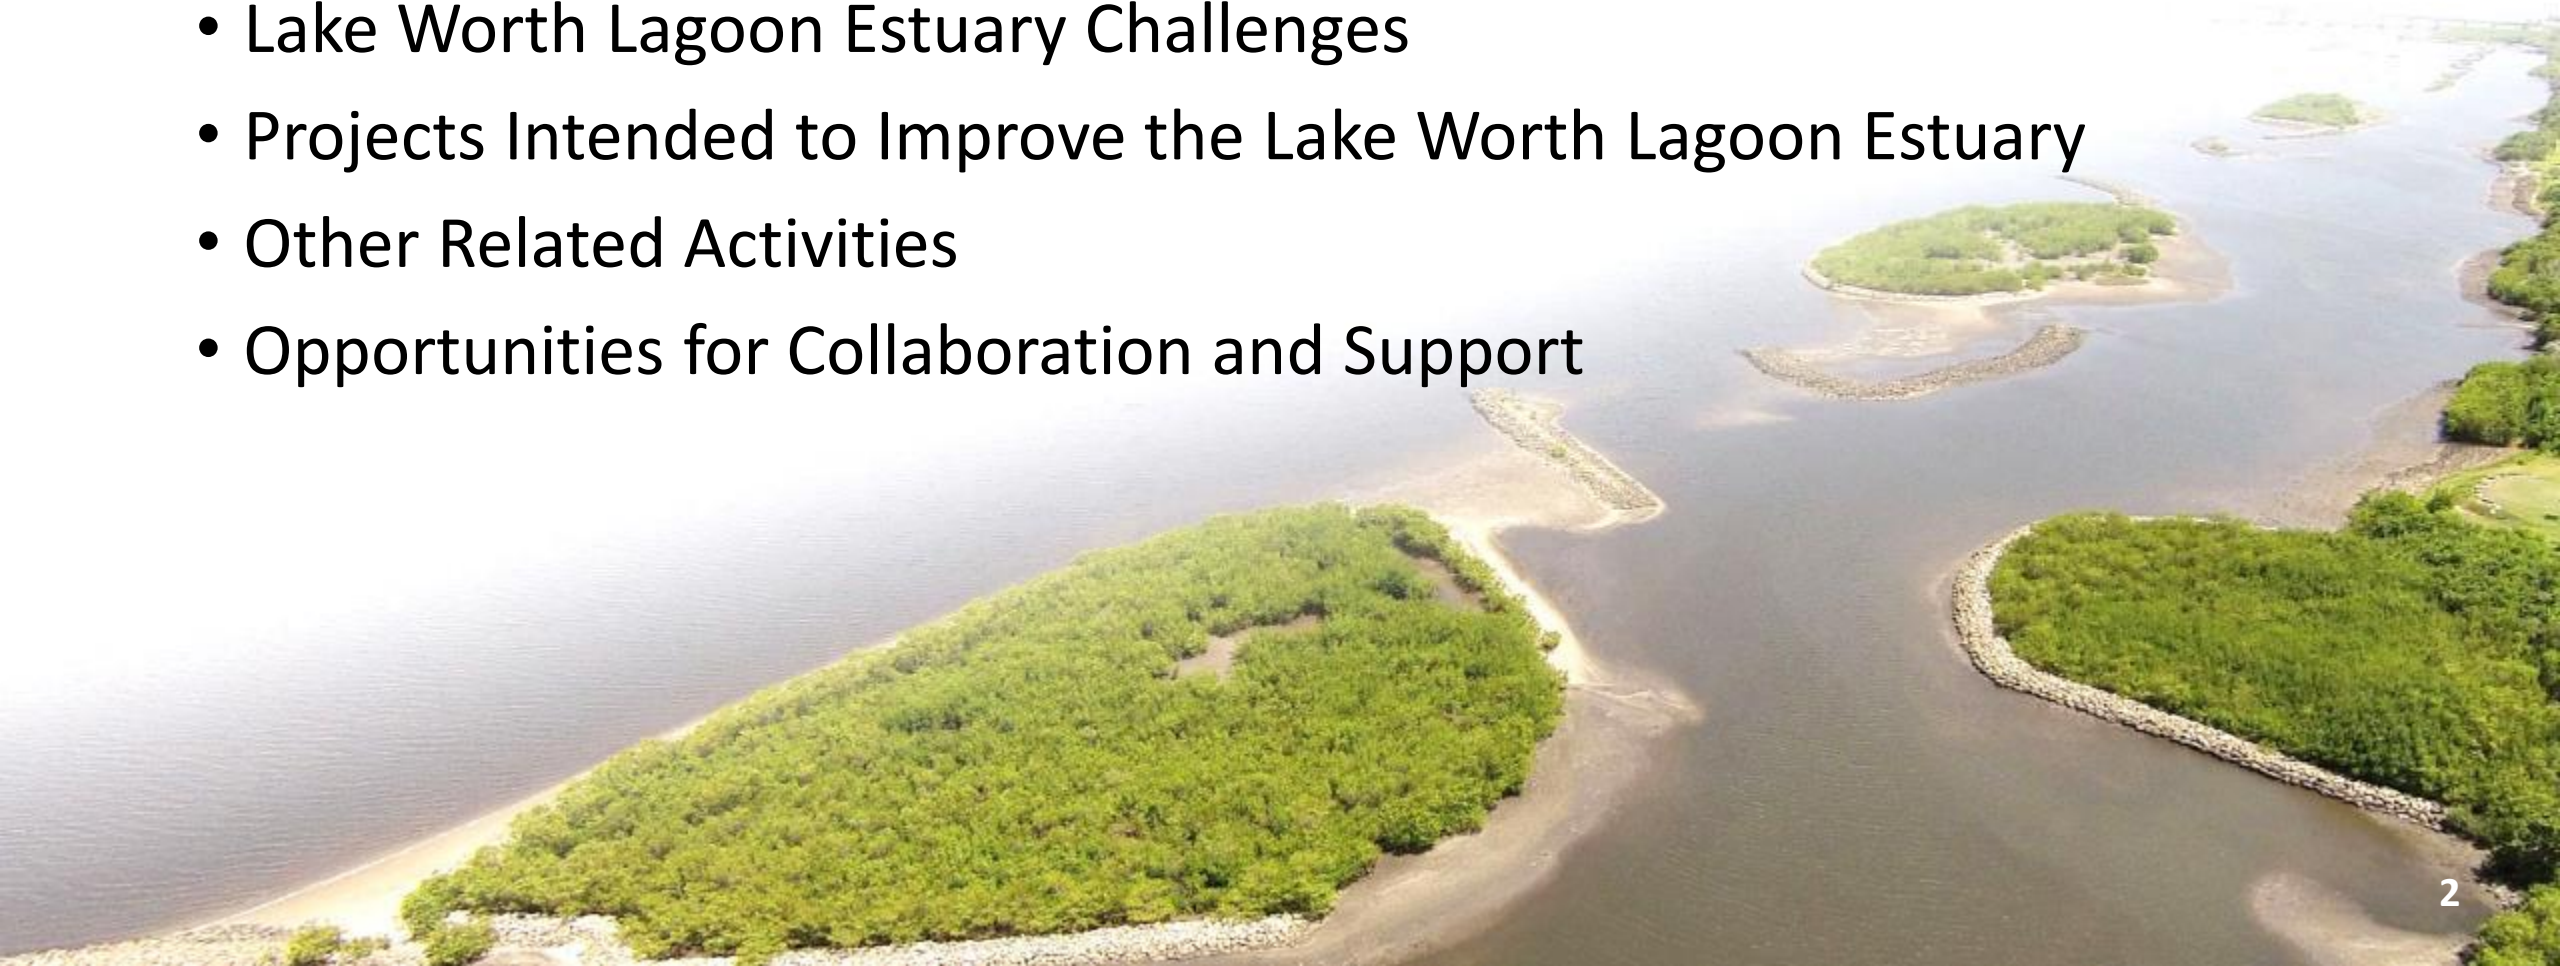 • Lake Worth Lagoon Estuary Challenges
• Projects Intended to Improve the Lake Worth Lagoon Estuary
• Other Related Activities
• Opportunities for Collaboration and Support
2